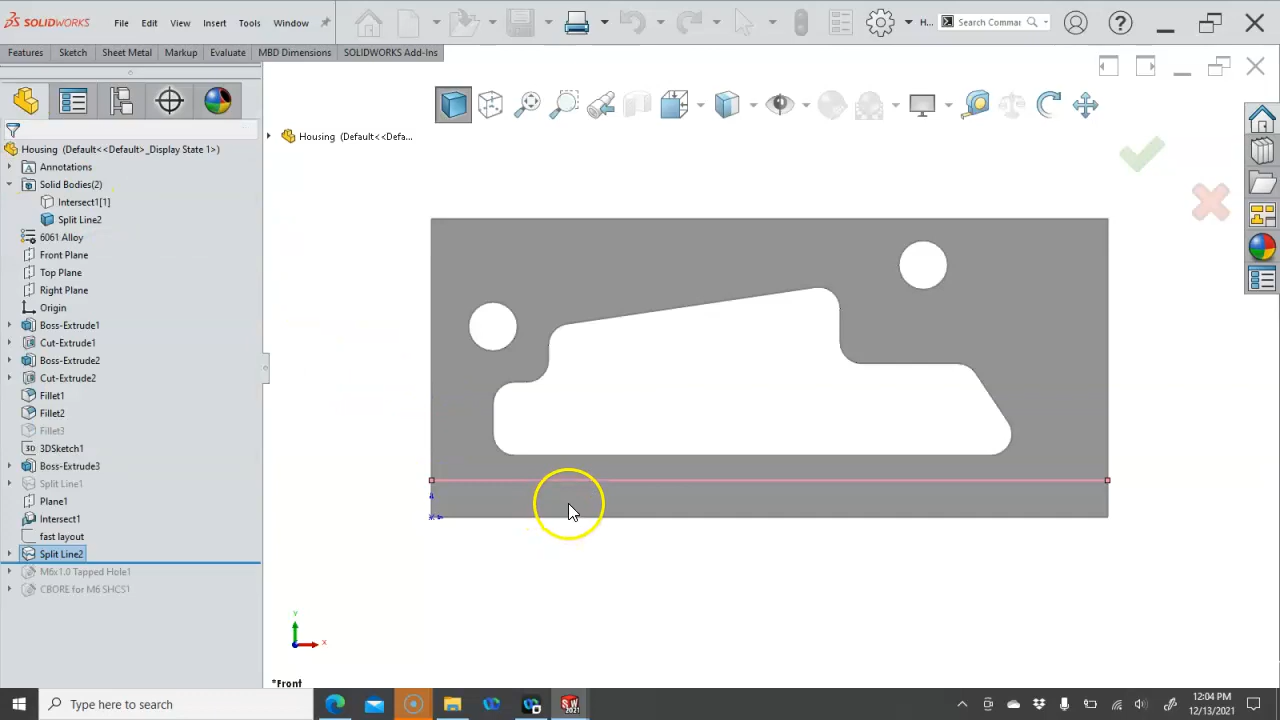 SOLIDWORKS File Edit View Insert Tools Window H... Search Commar
Features Sketch Sheet Metal Markup Evaluate MBD Dimensions SOLIDWORKS Add-Ins
Housing (Default<<Defa...
Housing (Default<<Default>_Display State 1>)
Annotations
Solid Bodies(2)
Intersect1[1]
Split Line2
6061 Alloy
Front Plane
Top Plane
Right Plane
Origin
Boss-Extrude1
Cut-Extrude1
Boss-Extrude2
Cut-Extrude2
Fillet1
Fillet2
Fillet3
3D 3DSketch1
Boss-Extrude3
Split Line1
Plane1
Intersect1
fast layout
Split Line2
M6x1.0 Tapped Hole1
CBORE for M6 SHCS1
Y
X
*Front
Type here to search
SW
2021
12:04 PM
12/13/2021